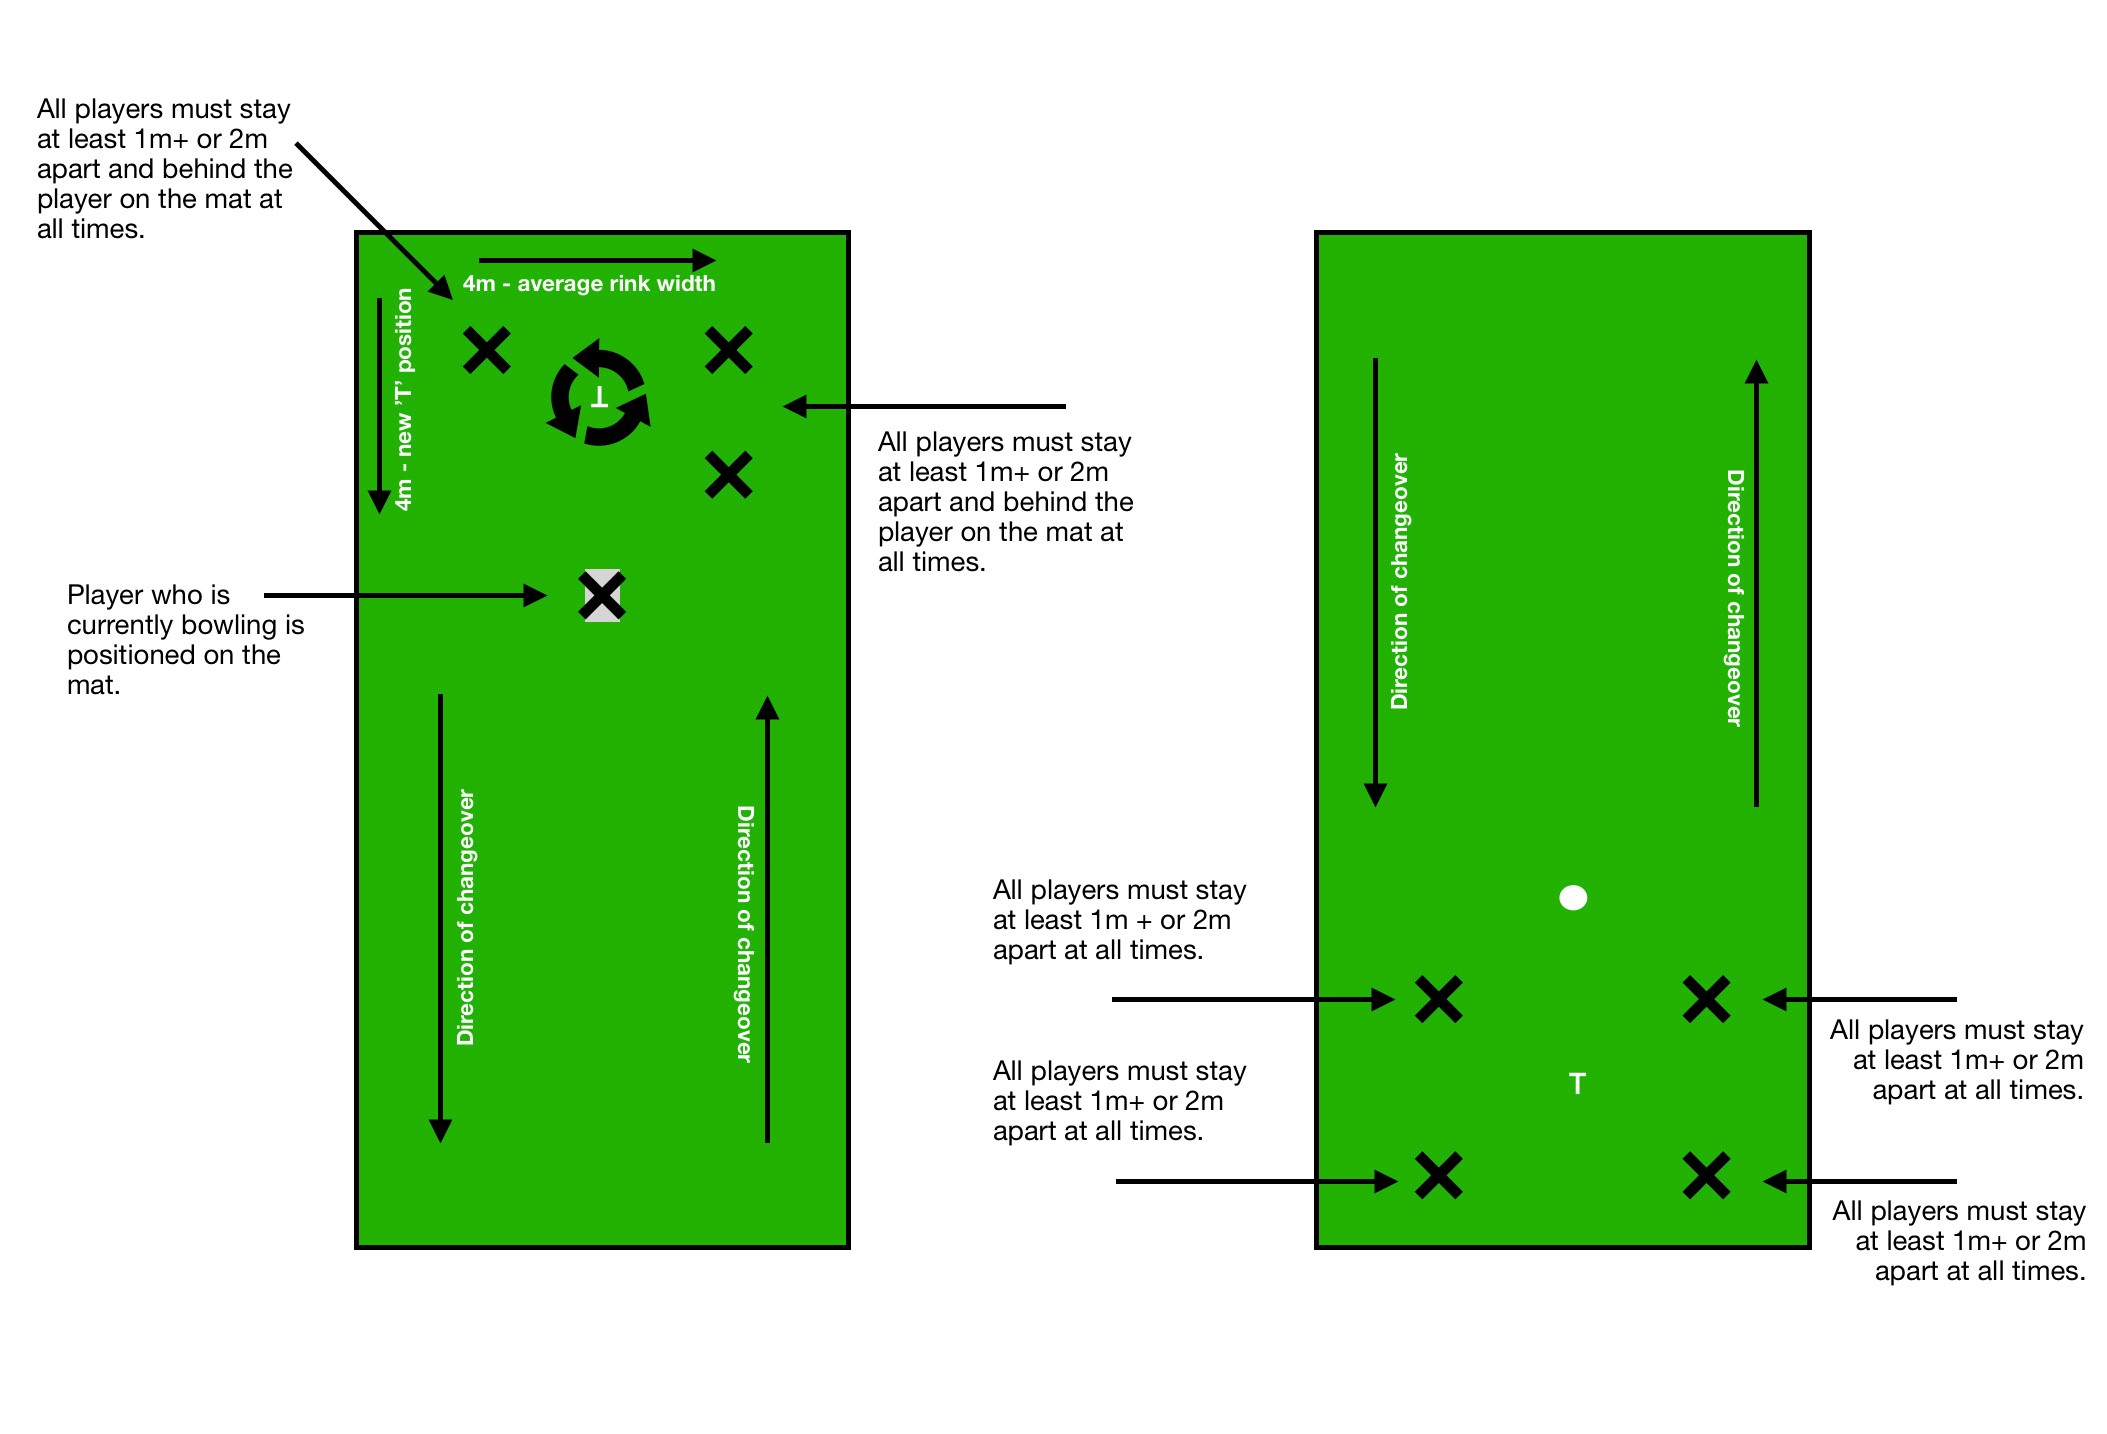 All players must stay
at least 1m+ or 2m
apart and behind the
player on the mat at
all times.
4m - average rink width
4m - new ’T’ position
T
All players must stay
at least 1m+ or 2m
apart and behind the
player on the mat at
all times.
Player who is
currently bowling is
positioned on the
mat.
Direction of changeover
Direction of changeover
Direction of changeover
Direction of changeover
All players must stay
at least 1m + or 2m
apart at all times.
All players must stay
at least 1m+ or 2m
apart at all times.
T
All players must stay
at least 1m+ or 2m
apart at all times.
All players must stay
at least 1m+ or 2m
apart at all times.